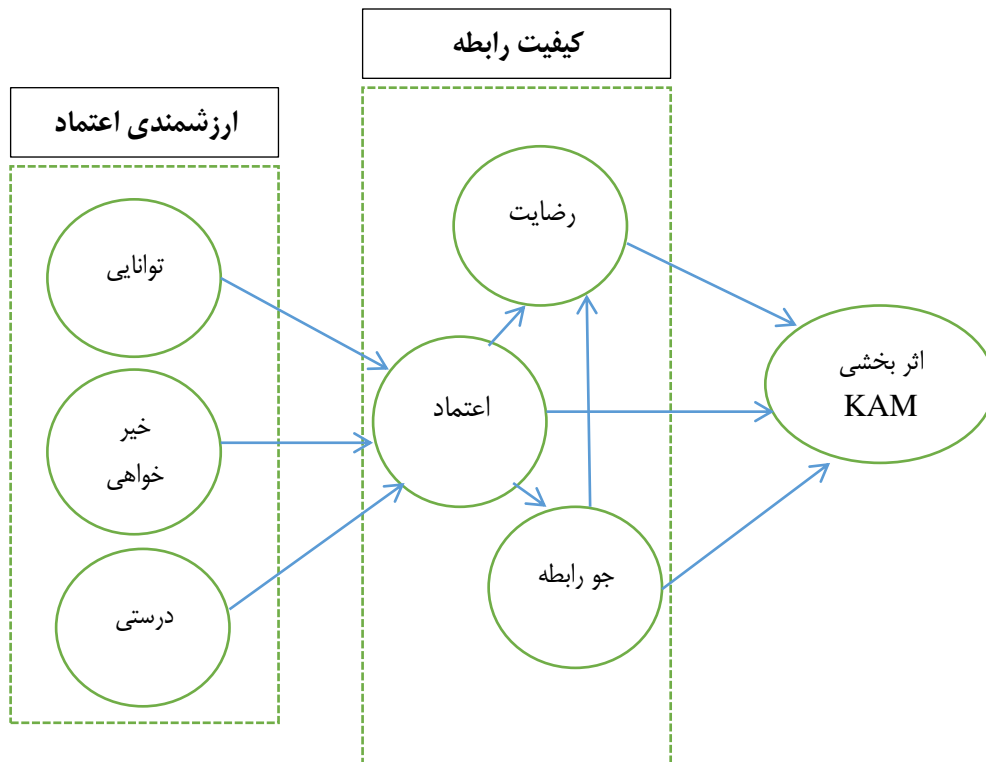 کیفیت رابطه
ارزشمندی اعتماد
رضایت
توانایی
اثر بخشی
KAM
اعتماد
خیر
خواهی
جو رابطه
درستی